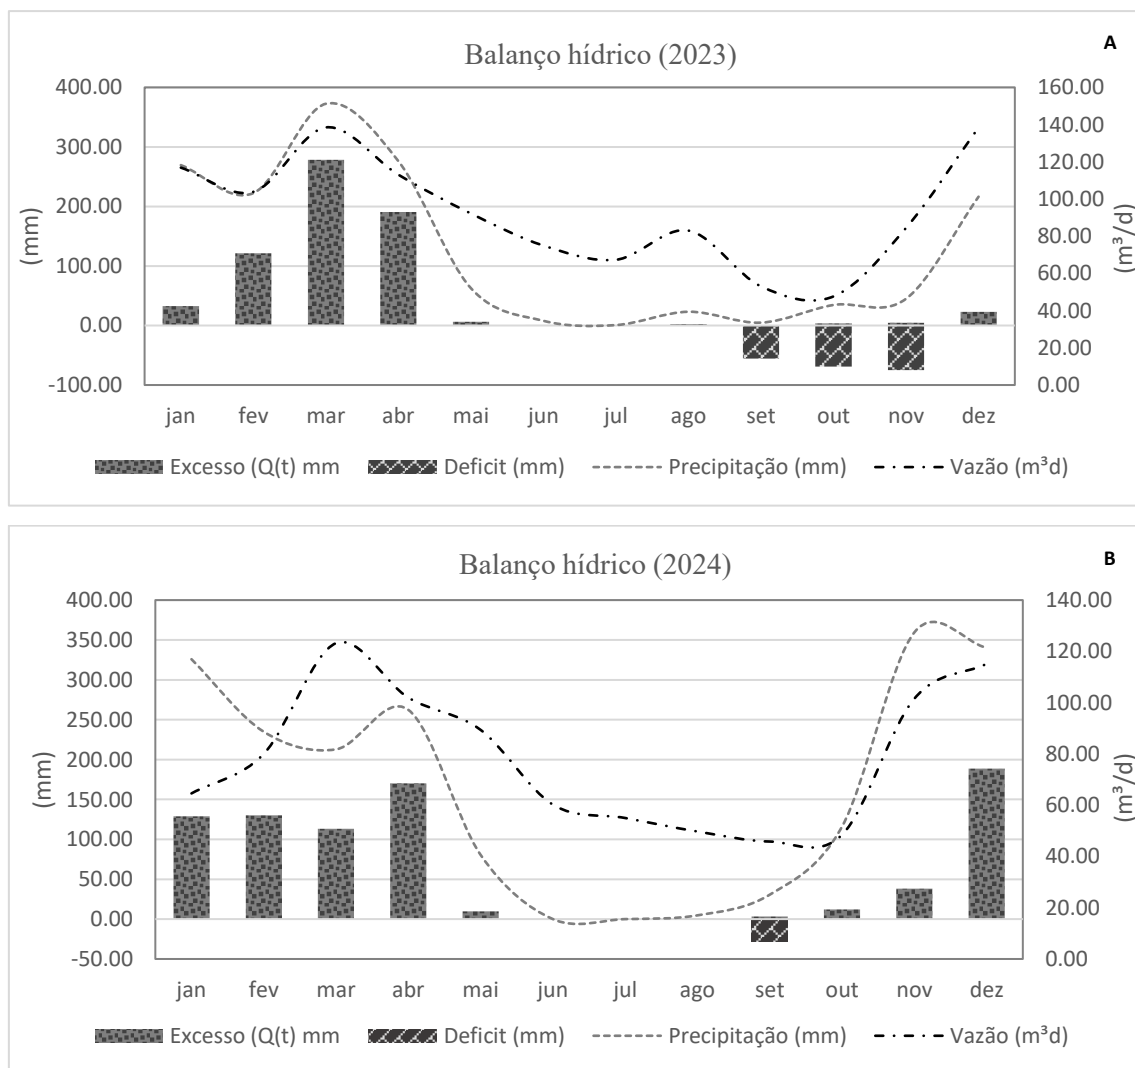 A
Balanço hídrico (2023)
400.00
300.00
200.00
100.00
0.00
-100.00
(mm)
160.00
140.00
120.00
100.00
80.00
60.00
40.00
20.00
0.00
(m³/d)
jan fev mar abr mai jun jul ago set out nov dez
Excesso (Q(t) mm Deficit (mm) Precipitação (mm) Vazão (m³d)
B
Balanço hídrico (2024)
400.00
350.00
300.00
250.00
200.00
150.00
100.00
50.00
0.00
-50.00
(mm)
140.00
120.00
100.00
80.00
60.00
40.00
20.00
0.00
(m³/d)
jan fev mar abr mai jun jul ago set out nov dez
Excesso (Q(t) mm Deficit (mm) Precipitação (mm) Vazão (m³d)